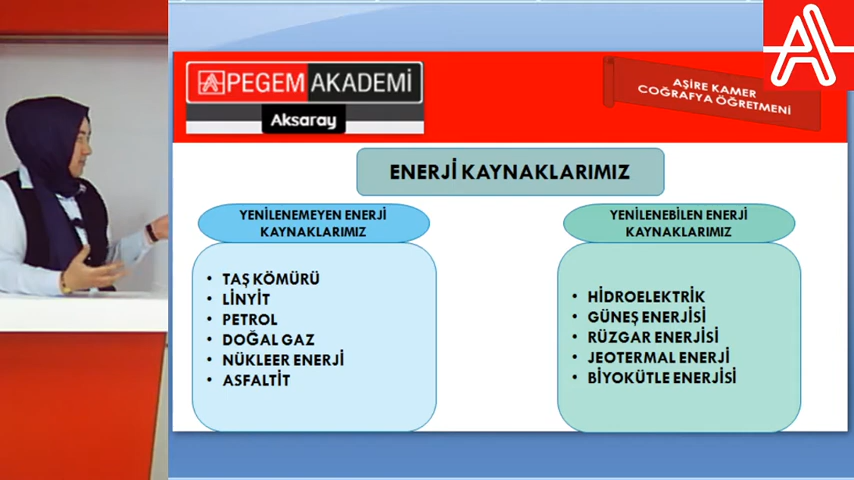 PEGEM AKADEMİ
Aksaray
AŞİRE KAMER
COĞRAFYA ÖĞRETMENİ
ENERJİ KAYNAKLARIMIZ
YENİLENEMEYEN ENERJİ
KAYNAKLARIMIZ
• TAŞ KÖMÜRÜ
• LİNYİT
• PETROL
• DOĞAL GAZ
• NÜKLEER ENERJİ
• ASFALTİT
YENİLENEBİLEN ENERJİ
KAYNAKLARIMIZ
• HİDROELEKTRİK
• GÜNEŞ ENERJİSİ
• RÜZGAR ENERJİSİ
• JEOTERMAL ENERJİ
• BİYOKÜTLE ENERJİSİ